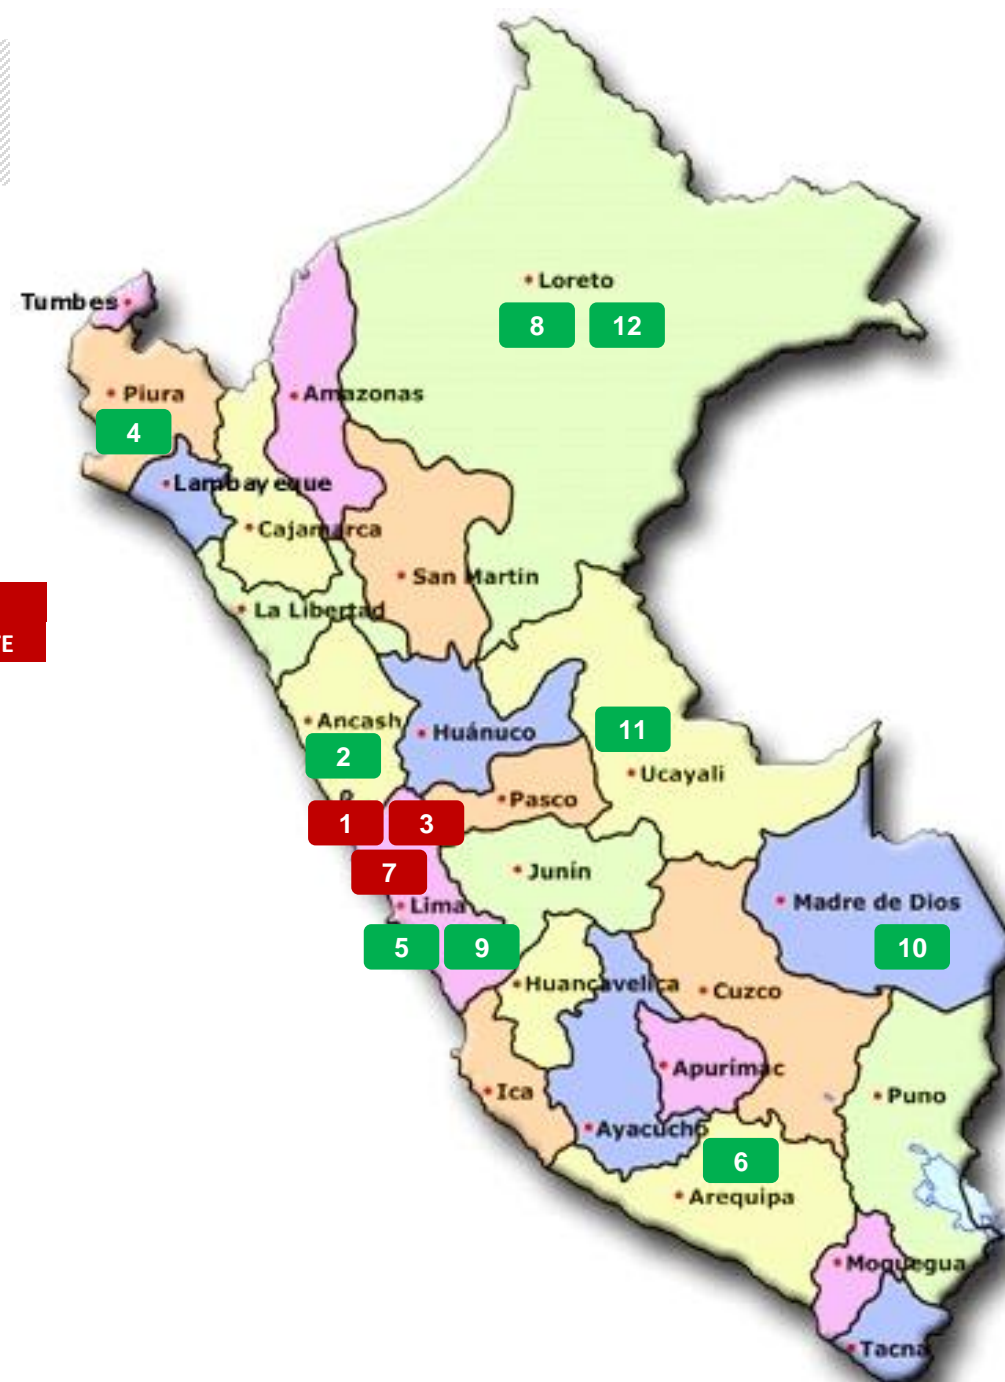 Loreto
8 12
Tumbes
Piura
Amazonas
4
Lambayeque
Cajamarca
San Martin
La Libertad
TE
Ancash
Huánuco
11
2
Ucayali
Pasco
1 3
7
Junín
Lima
Madre de Dios
5 9
10
Huancavelica
Cuzco
Apurímac
Ica
Puno
Ayacucho
6
Arequipa
Moquegua
Tacna